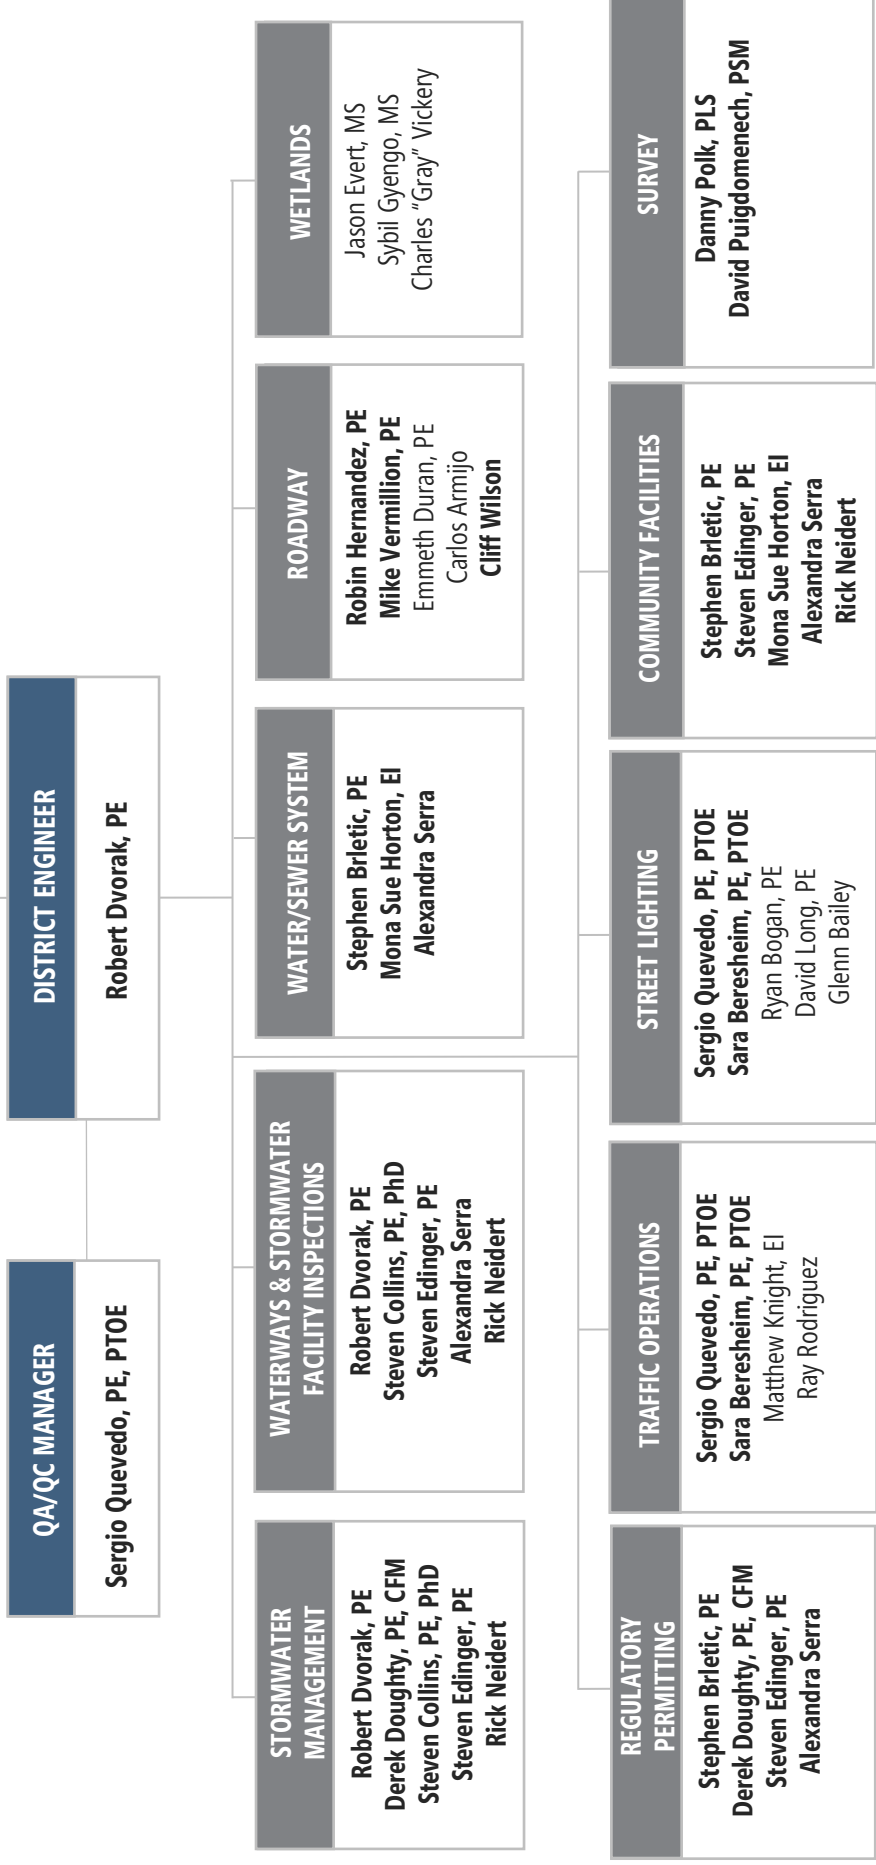 QA/QC MANAGER
Sergio Quevedo, PE, PTOE
DISTRICT ENGINEER
Robert Dvorak, PE
STORMWATER
MANAGEMENT
Robert Dvorak, PE
Derek Doughty, PE, CFM
Steven Collins, PE, PhD
Steven Edinger, PE
Rick Neidert
WATERWAYS & STORMWATER
FACILITY INSPECTIONS
Robert Dvorak, PE
Steven Collins, PE, PhD
Steven Edinger, PE
Alexandra Serra
Rick Neidert
WATER/SEWER SYSTEM
Stephen Brletic, PE
Mona Sue Horton, EI
Alexandra Serra
ROADWAY
Robin Hernandez, PE
Mike Vermillion, PE
Emmeth Duran, PE
Carlos Armijo
Cliff Wilson
WETLANDS
Jason Evert, MS
Sybil Gyengo, MS
Charles “Gray” Vickery
REGULATORY
PERMITTING
Stephen Brletic, PE
Derek Doughty, PE, CFM
Steven Edinger, PE
Alexandra Serra
TRAFFIC OPERATIONS
Sergio Quevedo, PE, PTOE
Sara Beresheim, PE, PTOE
Matthew Knight, EI
Ray Rodriguez
STREET LIGHTING
Sergio Quevedo, PE, PTOE
Sara Beresheim, PE, PTOE
Ryan Bogan, PE
David Long, PE
Glenn Bailey
COMMUNITY FACILITIES
Stephen Brletic, PE
Steven Edinger, PE
Mona Sue Horton, EI
Alexandra Serra
Rick Neidert
SURVEY
Danny Polk, PLS
David Puigdomenech, PSM